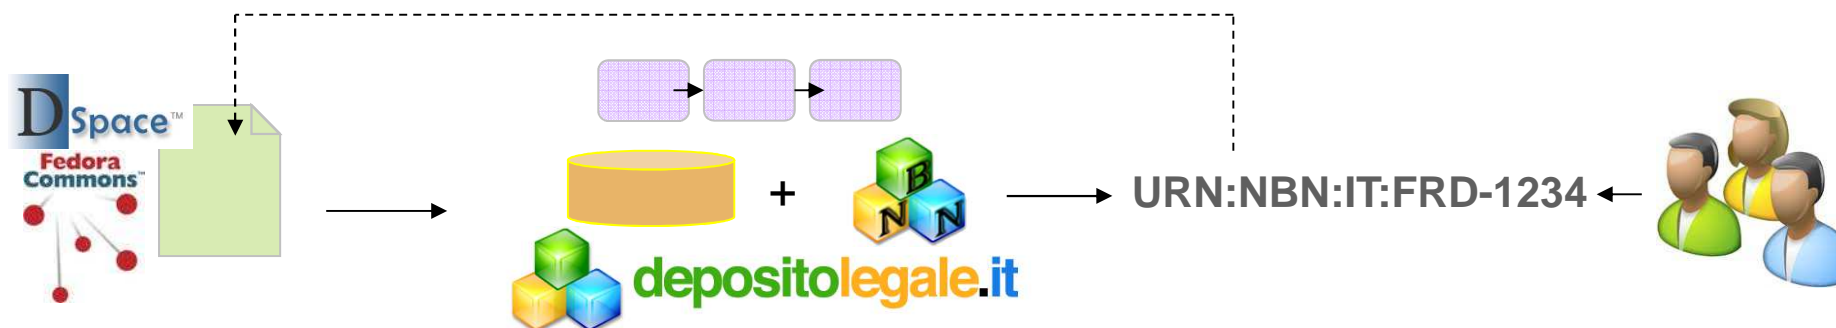 DSpace™
Fedora
Commons™
+
B
N N
URN:NBN:IT:FRD-1234
depositolegale.it